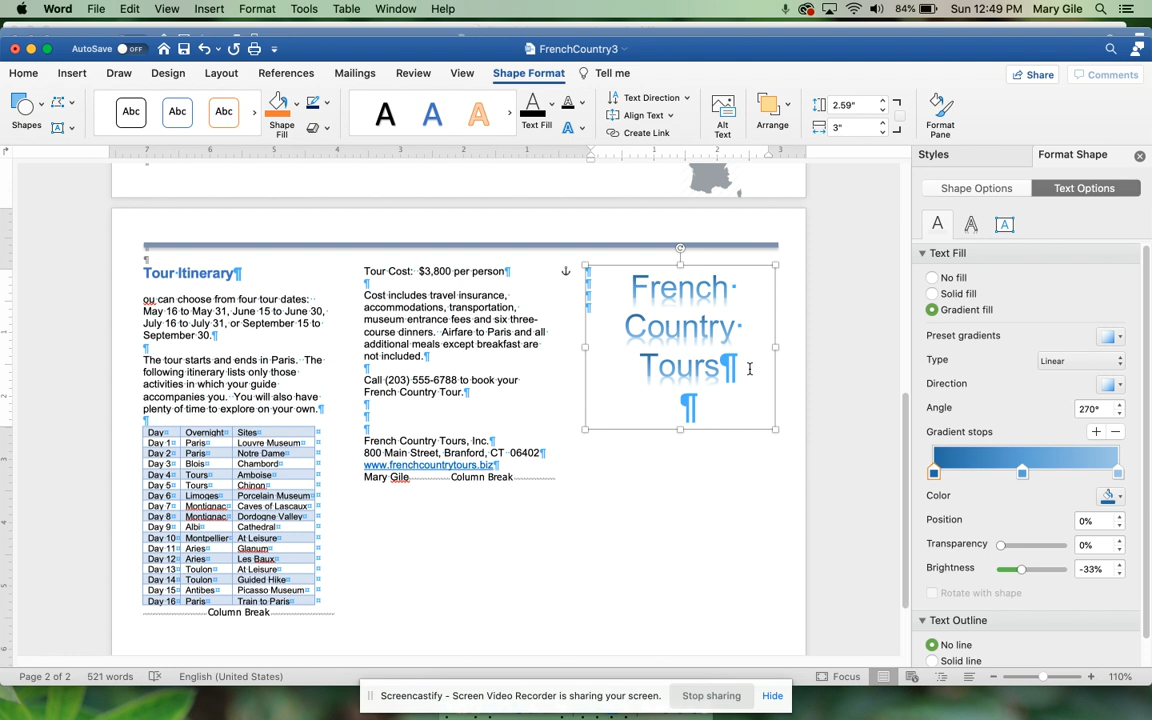 Word File Edit View Insert Format Tools Table Window Help 84% Sun 12:49 PM Mary Gile
AutoSave OFF FrenchCountry3
Home Insert Draw Design Layout References Mailings Review View Shape Format Tell me Share Comments
Shapes Abc Abc Abc Shape Fill A A A Text Fill Text Direction Align Text Create Link Alt Text Arrange 2.59" 3" Format Pane
7 6 5 4 3 2 1 1 2 3
Styles Format Shape
Shape Options Text Options
Text Fill
No fill
Solid fill
Gradient fill
Preset gradients
Type Linear
Direction
Angle 270°
Gradient stops
Color
Position 0%
Transparency 0%
Brightness -33%
Rotate with shape
Text Outline
No line
Solid line
Tour Itinerary¶
ou can choose from four tour dates:
May 16 to May 31, June 15 to June 30,
July 16 to July 31, or September 15 to
September 30.¶
¶
The tour starts and ends in Paris. The
following itinerary lists only those
activities in which your guide
accompanies you. You will also have
plenty of time to explore on your own.¶
¶
Day Overnight Sites
Day 1 Paris Louvre Museum
Day 2 Paris Notre Dame
Day 3 Blois Chambord
Day 4 Tours Amboise
Day 5 Tours Chinon
Day 6 Limoges Porcelain Museum
Day 7 Montignac Caves of Lascaux
Day 8 Montignac Dordogne Valley
Day 9 Albi Cathedral
Day 10 Montpellier At Leisure
Day 11 Aries Glanum
Day 12 Aries Les Baux
Day 13 Toulon At Leisure
Day 14 Toulon Guided Hike
Day 15 Antibes Picasso Museum
Day 16 Paris Train to Paris
Column Break
Tour Cost: $3,800 per person¶
¶
Cost includes travel insurance,
accommodations, transportation,
museum entrance fees and six three-
course dinners. Airfare to Paris and all
additional meals except breakfast are
not included.¶
¶
Call (203) 555-6788 to book your
French Country Tour.¶
¶
¶
¶
French Country Tours, Inc.¶
800 Main Street, Branford, CT 06402¶
www.frenchcountrytours.biz¶
Mary Gile Column Break
French
Country
Tours¶
¶
Page 2 of 2 521 words English (United States) Focus 110%
Screencastify - Screen Video Recorder is sharing your screen. Stop sharing Hide